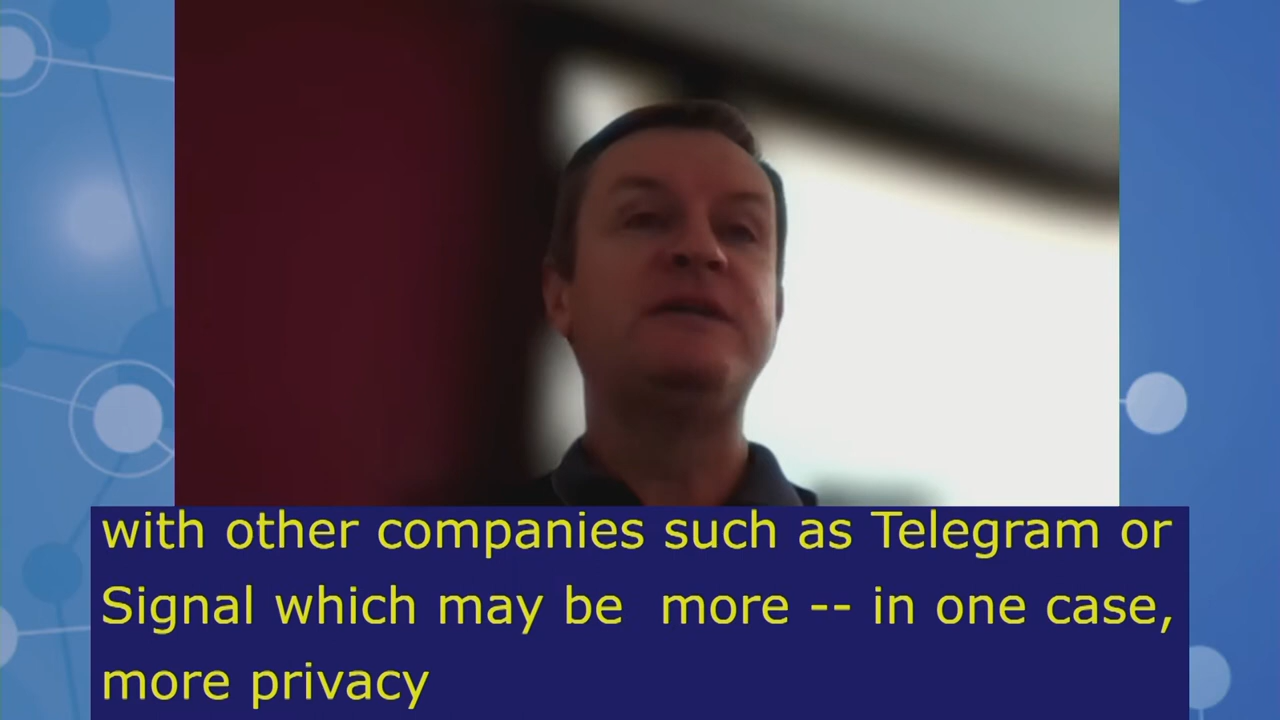 with other companies such as Telegram or
Signal which may be  more -- in one case,
more privacy